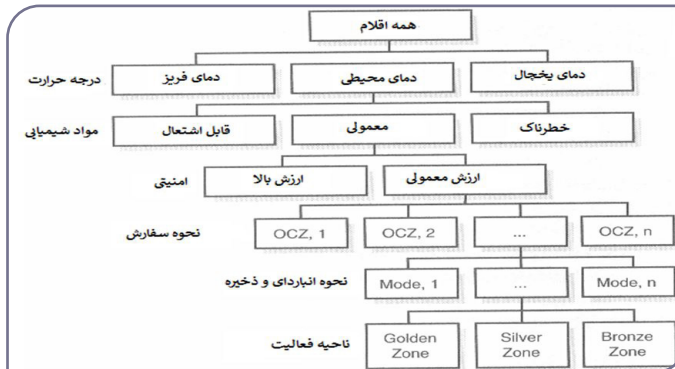 همه اقلام
درجه حرارت
دمای یخچال
دمای محیطی
دمای فریز
مواد شیمیایی
خطرناک
معمولی
قابل اشتعال
امنیتی
ارزش معمولی
ارزش بالا
نحوه سفارش
OCZ, 1
OCZ, 2
...
OCZ, n
نحوه انباردای و ذخیره
Mode, 1
...
Mode, n
ناحیه فعالیت
Golden
Zone
Silver
Zone
Bronze
Zone